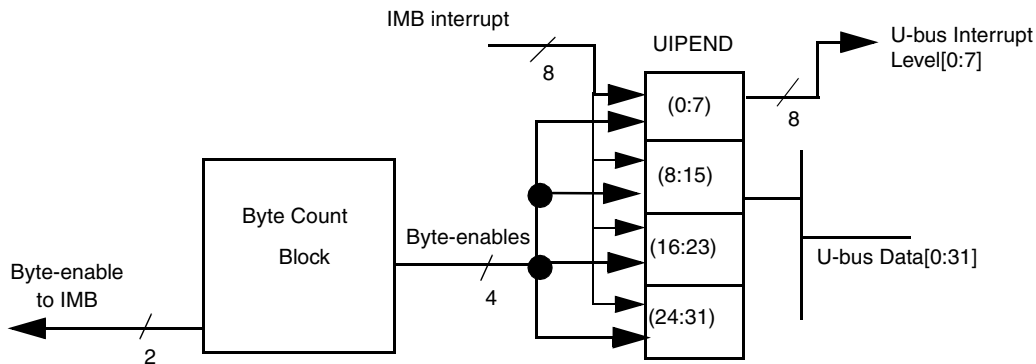 IMB interrupt
8
UIPEND
U-bus Interrupt
Level[0:7]
8
(0:7)
(8:15)
(16:23)
(24:31)
Byte Count
Block
Byte-enables
4
U-bus Data[0:31]
Byte-enable
to IMB
2